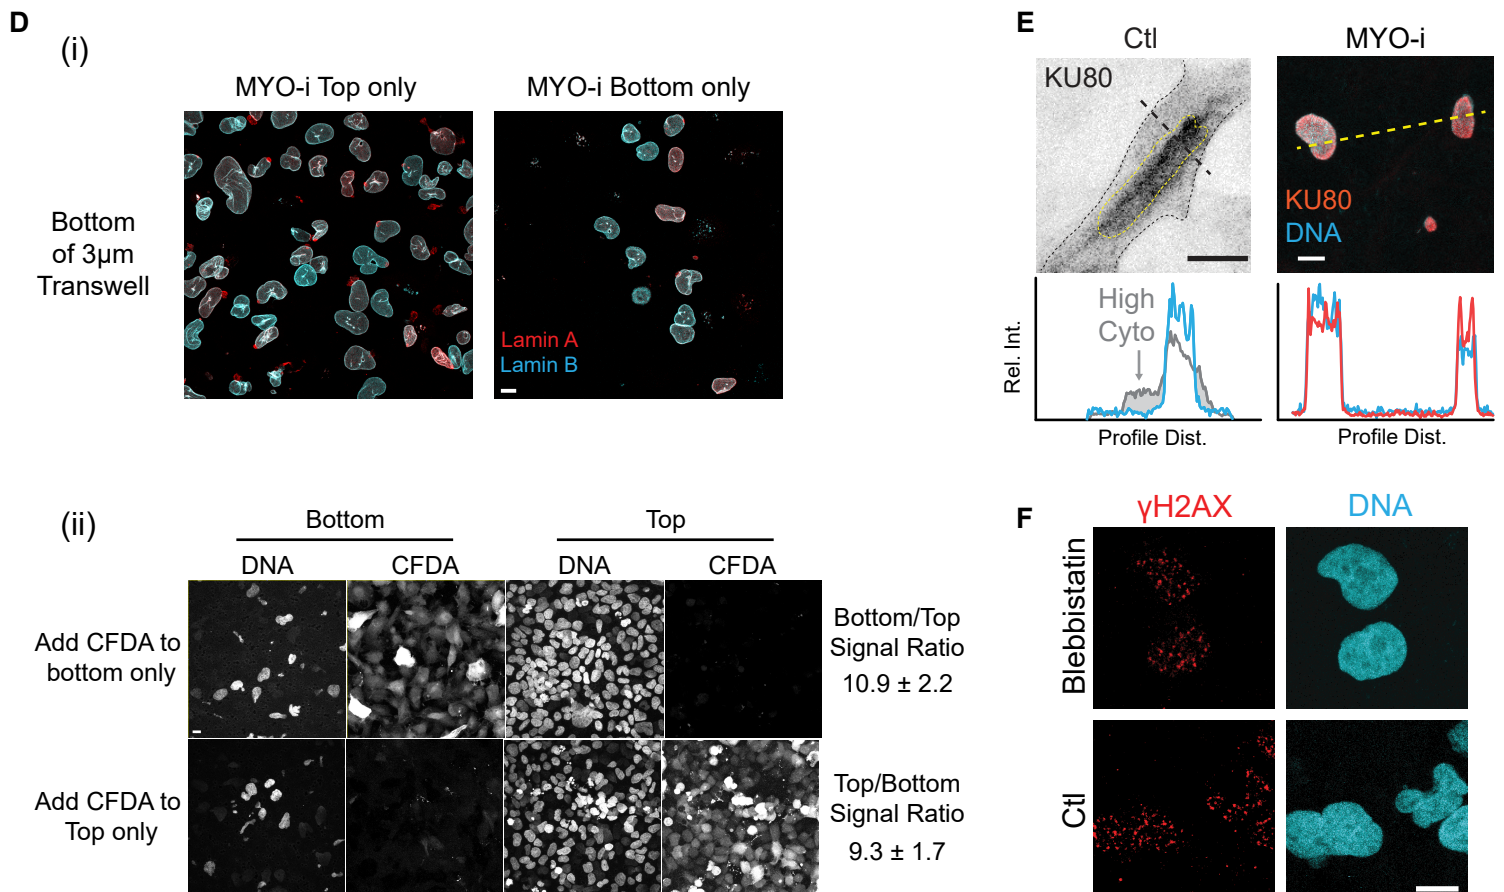 D
(i)
MYO-i Top only
MYO-i Bottom only
Bottom
of 3µm
Transwell
Lamin A
Lamin B
(ii)
Bottom
Top
DNA
CFDA
DNA
CFDA
Add CFDA to
bottom only
Bottom/Top
Signal Ratio
10.9 ± 2.2
Add CFDA to
Top only
Top/Bottom
Signal Ratio
9.3 ± 1.7
E
Ctl
MYO-i
KU80
KU80
DNA
High
Cyto
Rel. Int.
Profile Dist.
Profile Dist.
F
γH2AX
DNA
Blebbistatin
Ctl